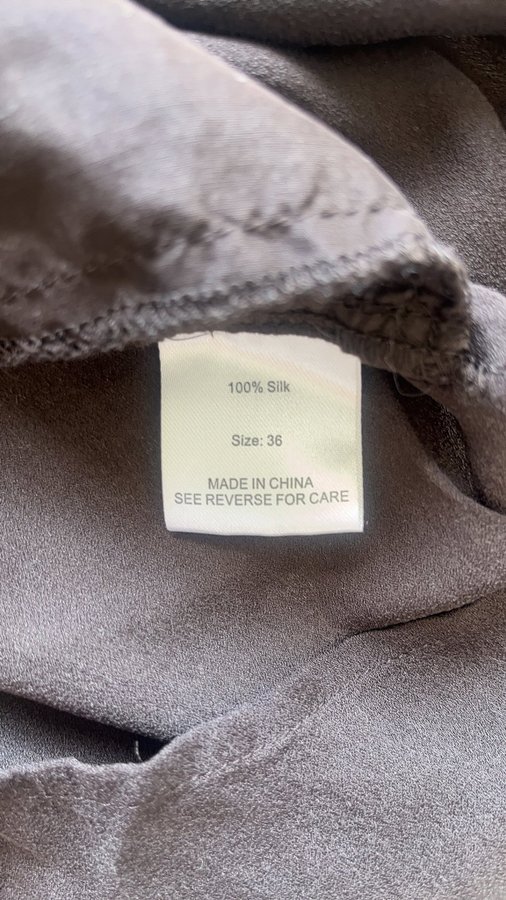 100% Silk
Size: 36
MADE IN CHINA
SEE REVERSE FOR CARE